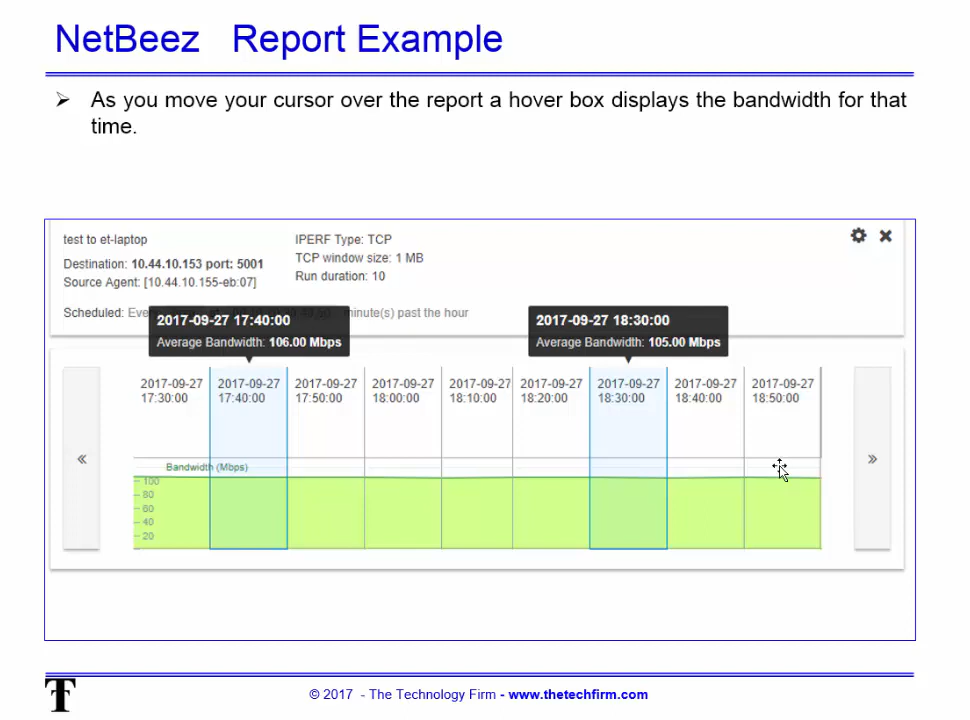 NetBeez Report Example
As you move your cursor over the report a hover box displays the bandwidth for that
time.
test to et-laptop
Destination: 10.44.10.153 port: 5001
Source Agent: [10.44.10.155-eb:07]
IPERF Type: TCP
TCP window size: 1 MB
Run duration: 10
Scheduled: minute(s) past the hour
2017-09-27 17:40:00
Average Bandwidth: 106.00 Mbps
2017-09-27 18:30:00
Average Bandwidth: 105.00 Mbps
2017-09-27 2017-09-27 2017-09-27 2017-09-27 2017-09-27 2017-09-27 2017-09-27 2017-09-27 2017-09-27
17:30:00 17:40:00 17:50:00 18:00:00 18:10:00 18:20:00 18:30:00 18:40:00 18:50:00
«
»
Bandwidth (Mbps)
100
80
60
40
20
TT
© 2017 - The Technology Firm - www.thetechfirm.com